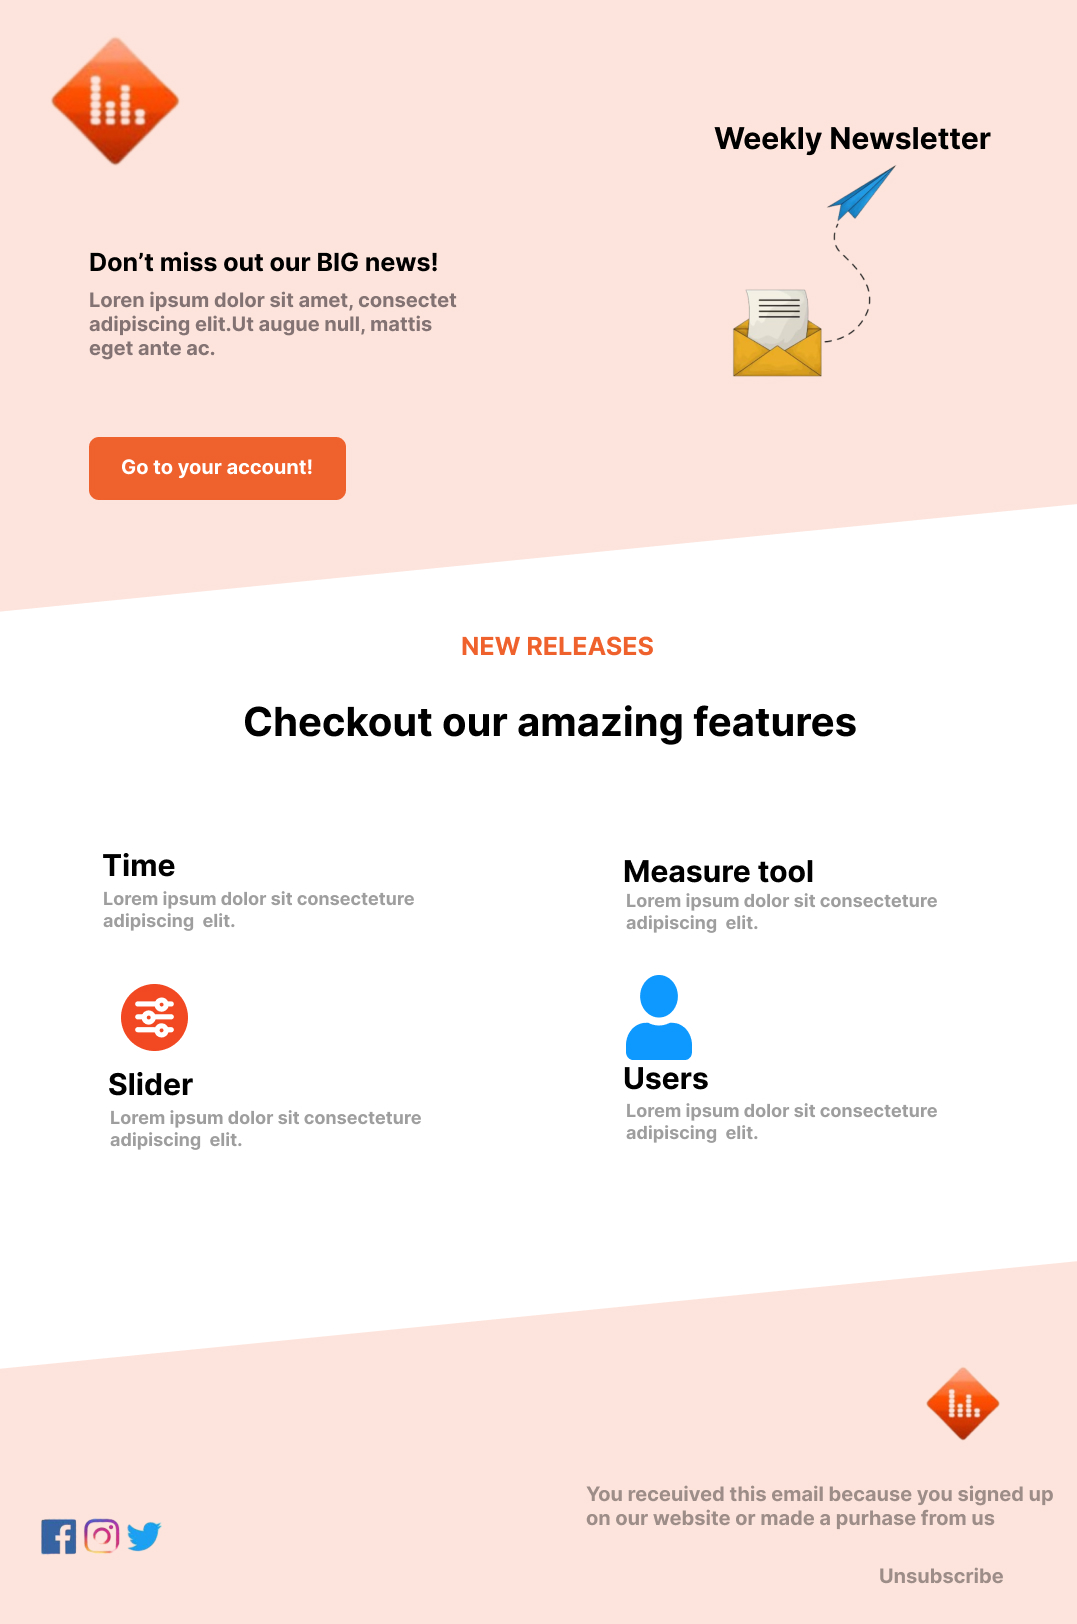 Weekly Newsletter
Don’t miss out our BIG news!
Loren ipsum dolor sit amet, consectet
adipiscing elit.Ut augue null, mattis
eget ante ac.
Go to your account!
NEW RELEASES
Checkout our amazing features
Time
Lorem ipsum dolor sit consecteture
adipiscing  elit.
Measure tool
Lorem ipsum dolor sit consecteture
adipiscing  elit.
Slider
Lorem ipsum dolor sit consecteture
adipiscing  elit.
Users
Lorem ipsum dolor sit consecteture
adipiscing  elit.
You receuived this email because you signed up
on our website or made a purhase from us
Unsubscribe